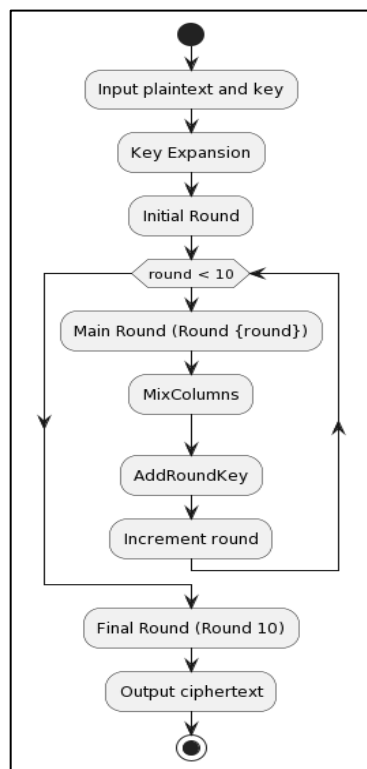 Input plaintext and key
Key Expansion
Initial Round
round < 10
Main Round (Round {round})
MixColumns
AddRoundKey
Increment round
Final Round (Round 10)
Output ciphertext